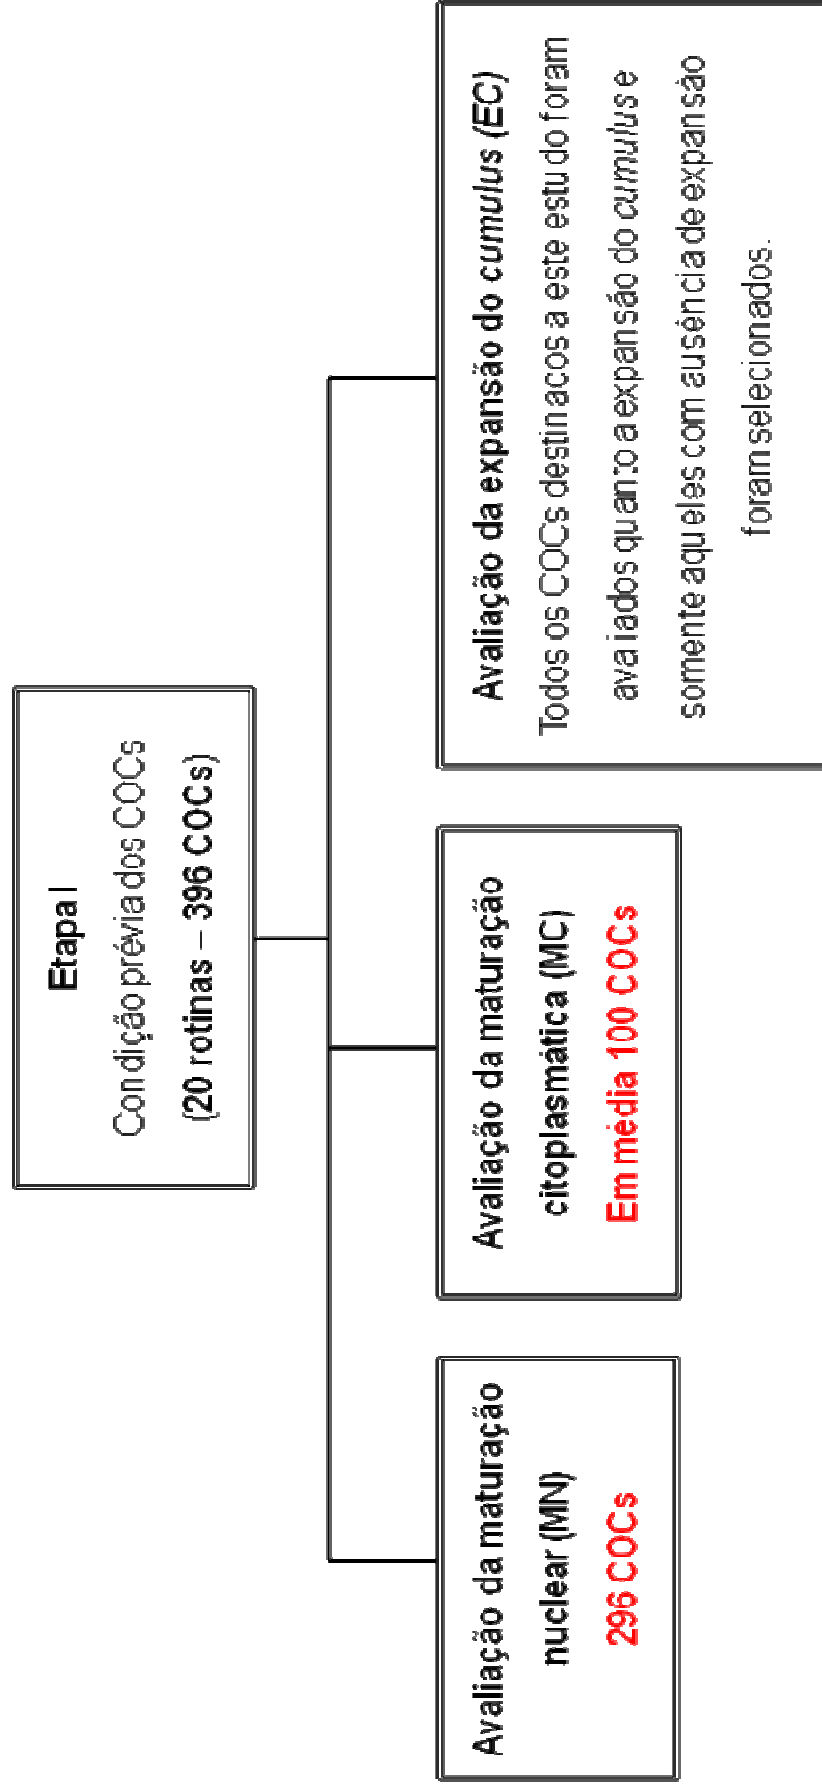 Etapa I
Condição prévia dos COCs
(20 rotinas – 396 COCs)
Avaliação da maturação
nuclear (MN)
296 COCs
Avaliação da maturação
citoplasmática (MC)
Em média 100 COCs
Avaliação da expansão do cumulus (EC)
Todos os COCs destinacos a este estudo foram
avaliados quanto a expansão do cumulus e
somente aqueles com ausência de expansão
foram selecionados.